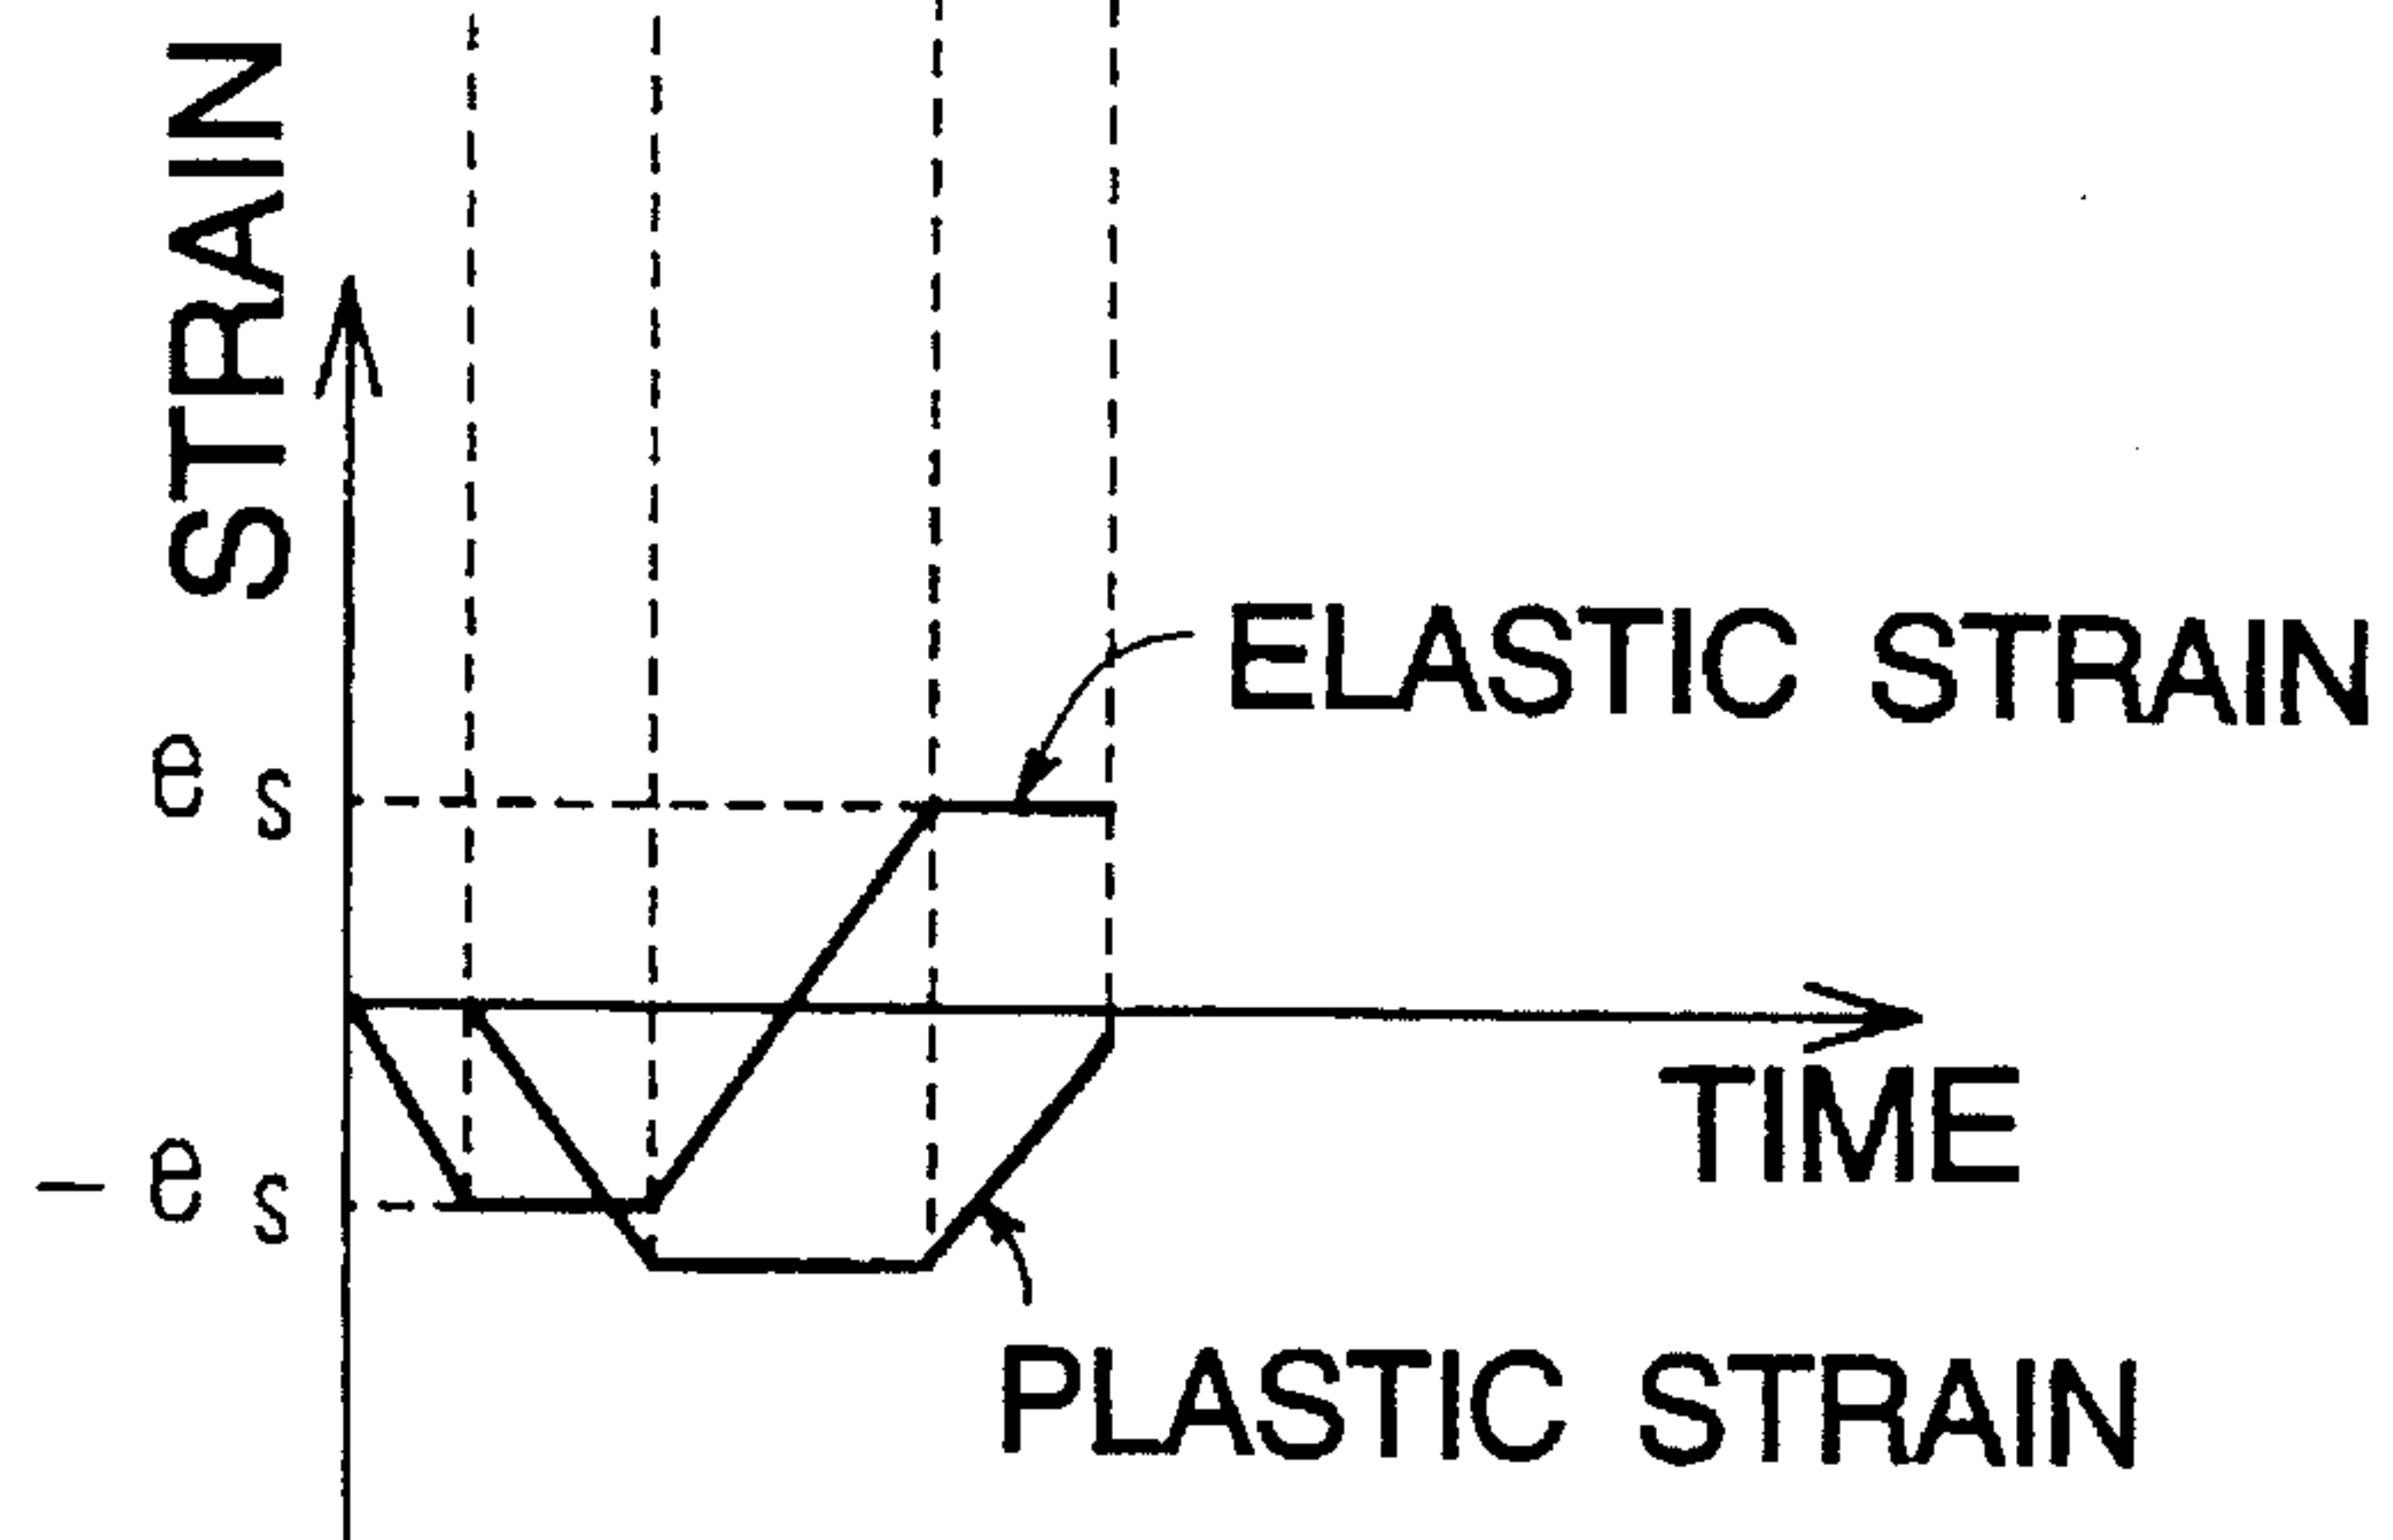 STRAIN
ELASTIC STRAIN
e s
TIME
– e s
PLASTIC STRAIN